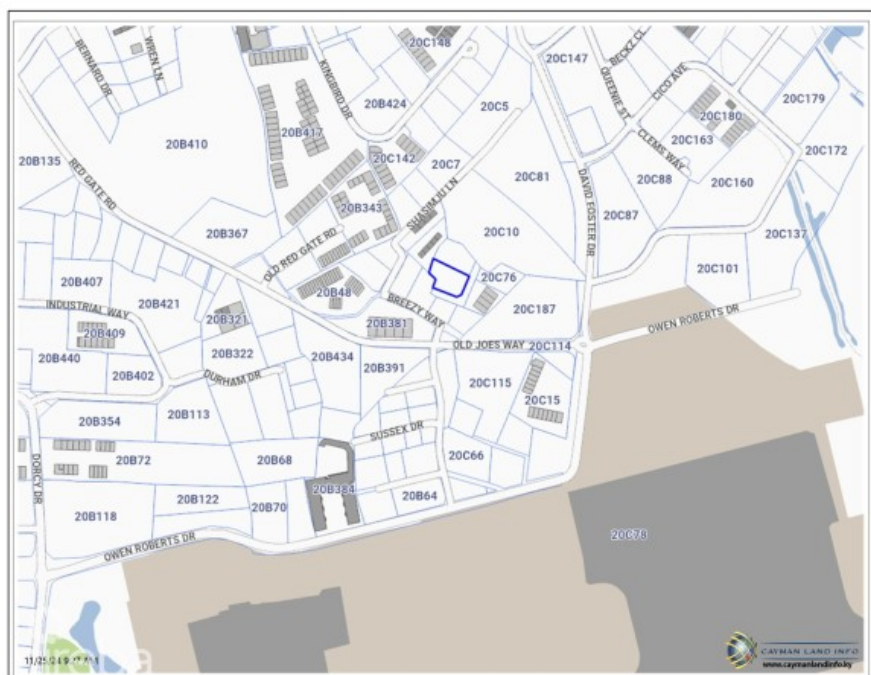 BERNARD DR
WREN LN
KINGBIRD DR
20C148
20C147
BECKZ CL
QUEENIE ST
CICO AVE
20C179
20B424
20C5
20C180
20B410
20B417
20C163
CLEMS WAY
20B135
20C142
20C7
20C172
RED GATE RD
SHASIMJU LN
20C81
DAVID FOSTER DR
20C88
20C160
20B343
20C87
20B367
OLD RED GATE RD
20C10
20C137
20B407
20C76
20C101
20B421
20B48
BREEZY WAY
20C187
INDUSTRIAL WAY
20B321
20B381
OWEN ROBERTS DR
20B409
OLD JOES WAY
20C114
20B440
20B322
20B434
20B391
20B402
DURHAM DR
20C115
20C15
20B354
20B113
SUSSEX DR
20B72
20B68
20C66
DORCY DR
20B384
20B64
20B122
20B70
20B118
20C78
OWEN ROBERTS DR
CAYMAN LAND INFO
www.caymanlandinfo.ky